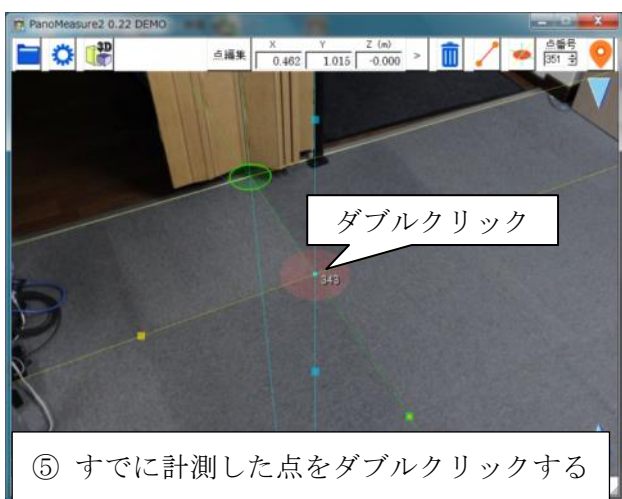 PanoMeasure2 0.22 DEMO
3D 点編集 X Y Z (m) 0.462 1.015 -0.000 > 点番号 351
ダブルクリック
343
⑤ すでに計測した点をダブルクリックする